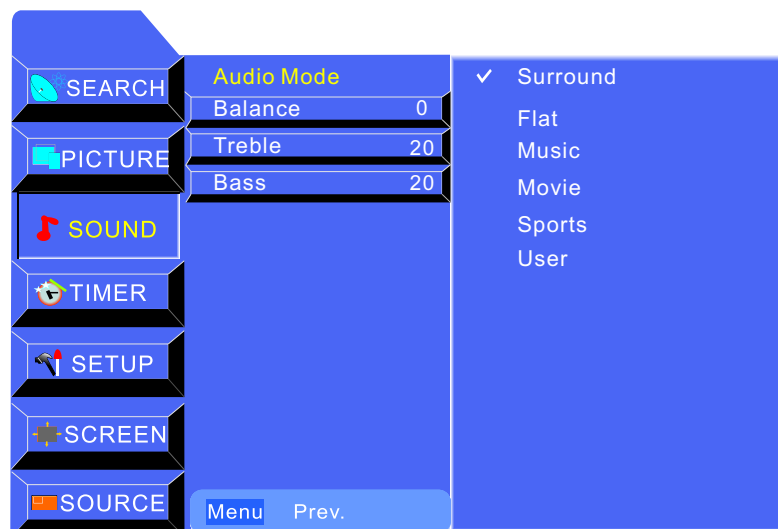 SEARCH
PICTURE
SOUND
TIMER
SETUP
SCREEN
SOURCE
Audio Mode
Balance 0
Treble 20
Bass 20
Menu Prev.
Surround
Flat
Music
Movie
Sports
User